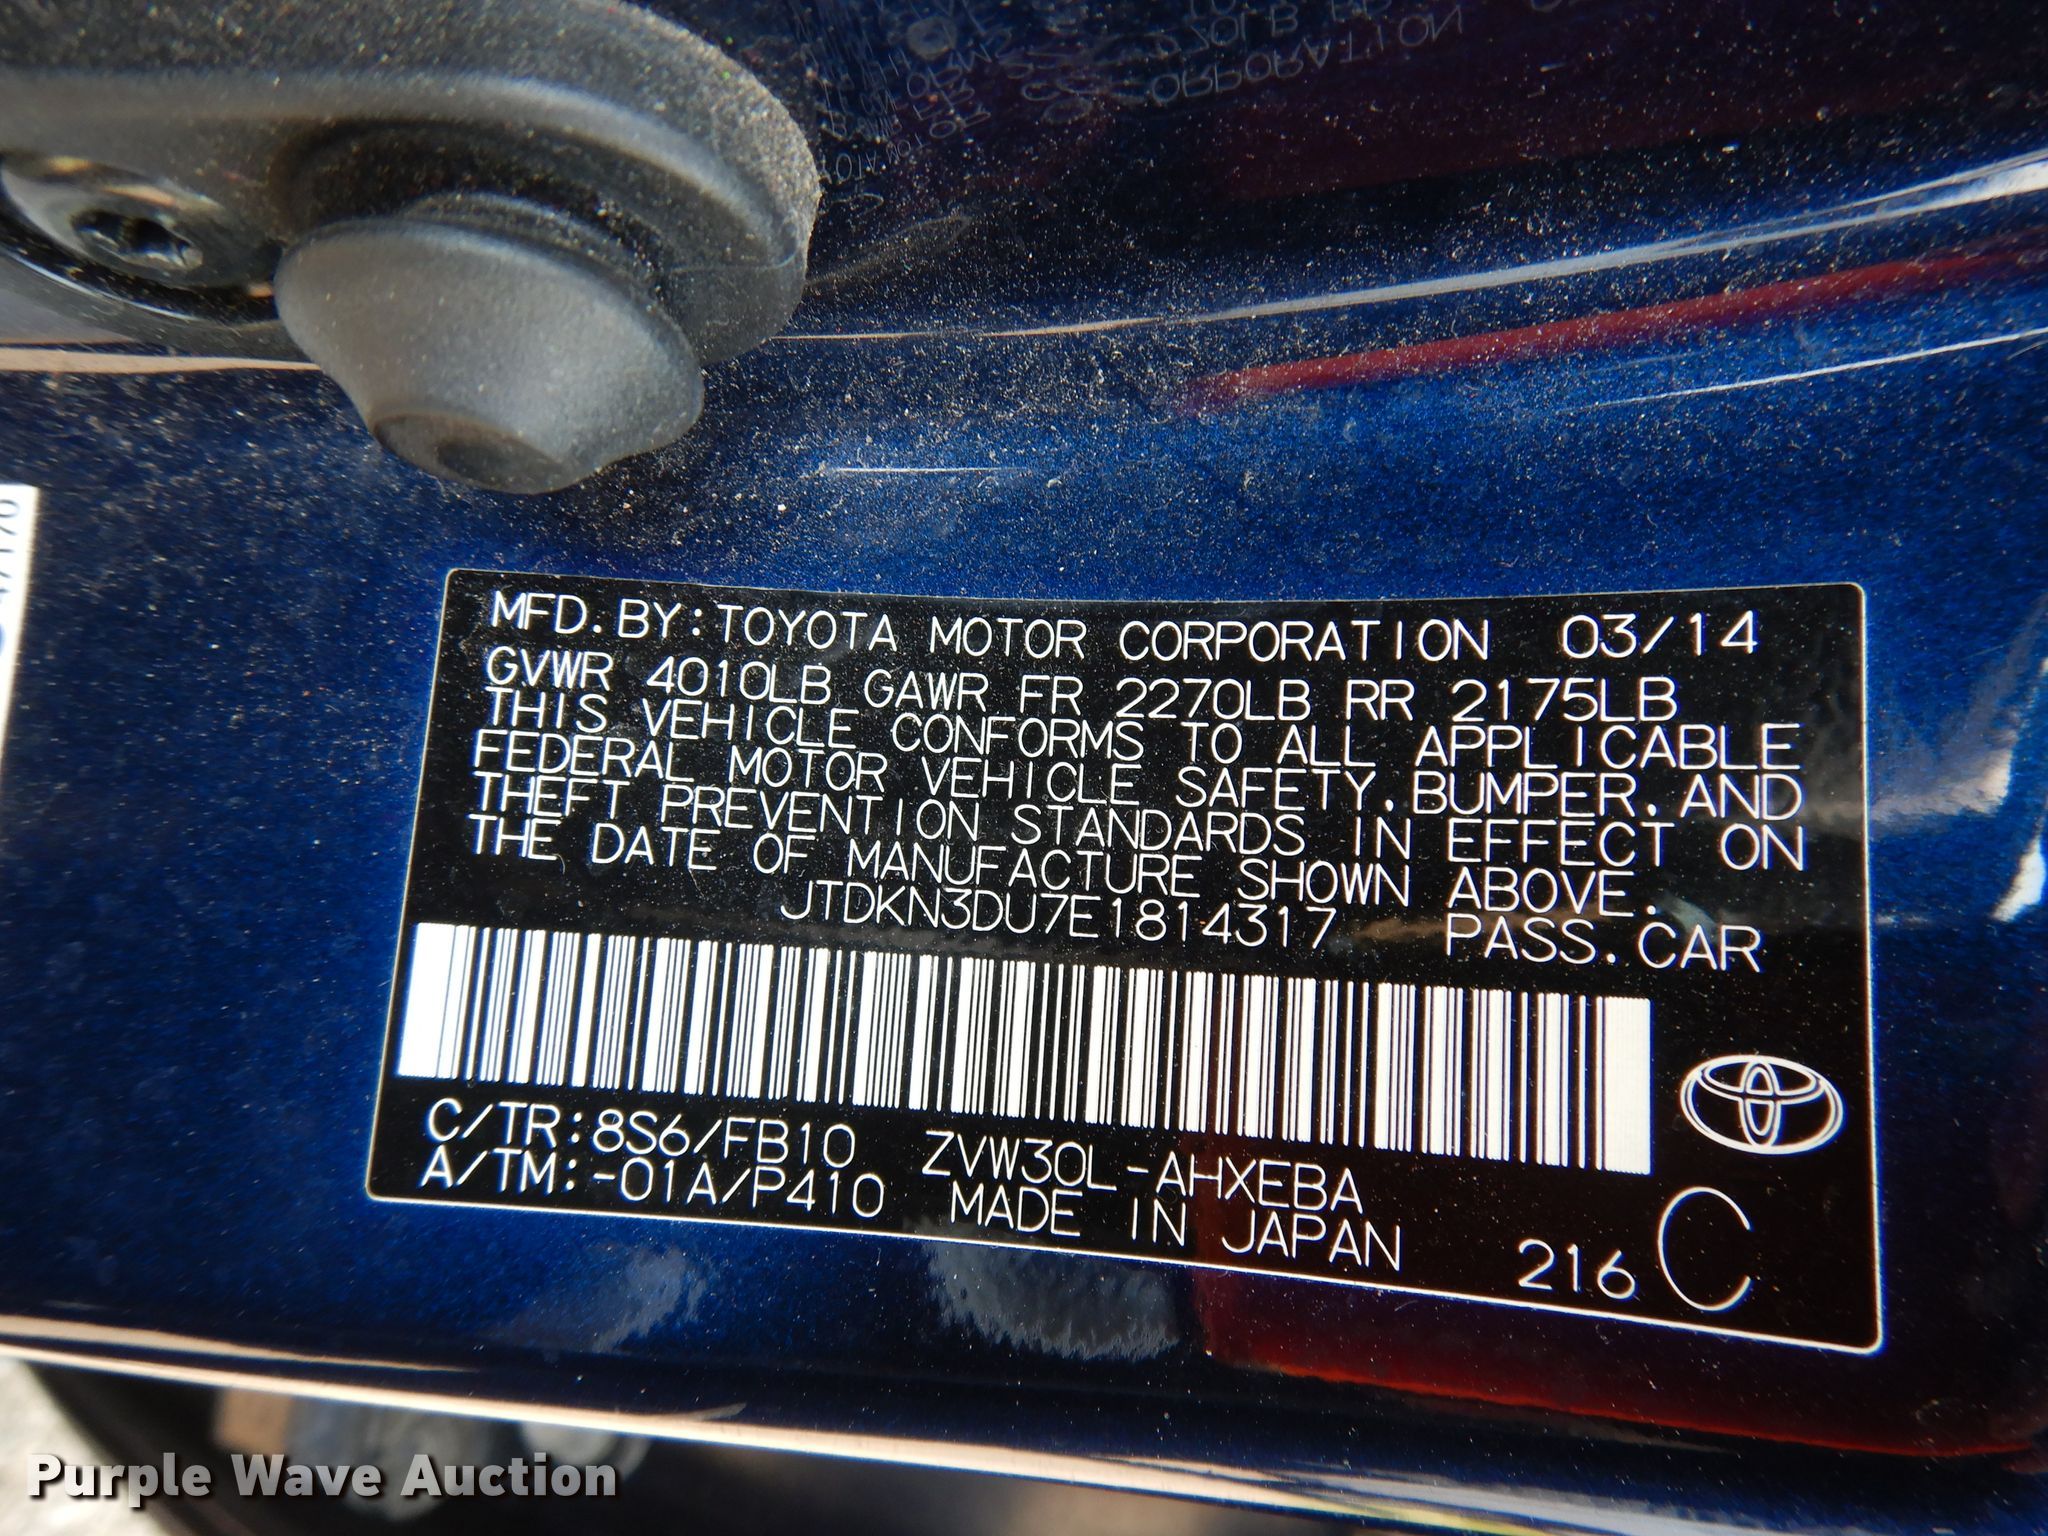 MFD. BY: TOYOTA MOTOR CORPORATION 03/14
GVWR 4010LB GAWR FR 2270LB RR 2175LB
THIS VEHICLE CONFORMS TO ALL APPLICABLE
FEDERAL MOTOR VEHICLE SAFETY. BUMPER. AND
THEFT PREVENTION STANDARDS IN EFFECT ON
THE DATE OF MANUFACTURE SHOWN ABOVE.
JTDKN3DU7E1814317 PASS. CAR
C/TR: 8S6/FB10 ZVW30L-AHXEBA
A/TM: -01A/P410 MADE IN JAPAN
216 C
Purple Wave Auction